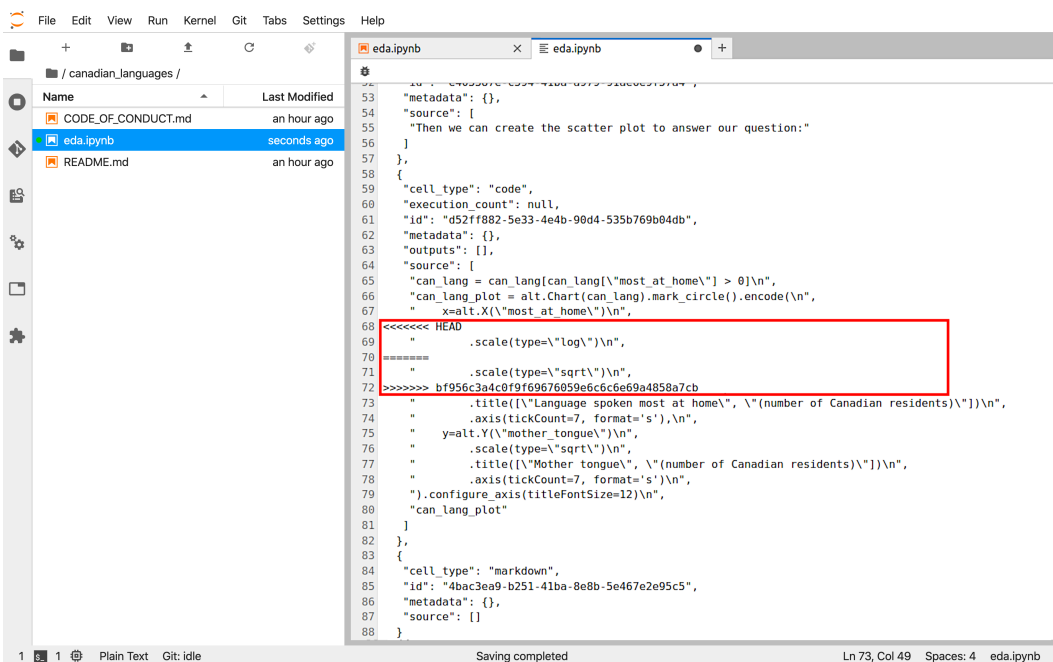 File Edit View Run Kernel Git Tabs Settings Help
/ canadian_languages /
Name Last Modified
CODE_OF_CONDUCT.md an hour ago
eda.ipynb seconds ago
README.md an hour ago
eda.ipynb eda.ipynb
53 "metadata": {},
54 "source": [
55 "Then we can create the scatter plot to answer our question:"
56 ]
57 },
58 {
59 "cell_type": "code",
60 "execution_count": null,
61 "id": "d52ff882-5e33-4e4b-90d4-535b769b04db",
62 "metadata": {},
63 "outputs": [],
64 "source": [
65 "can_lang = can_lang[can_lang[\"most_at_home\"] > 0]\n",
66 "can_lang_plot = alt.Chart(can_lang).mark_circle().encode(\n",
67 "    x=alt.X(\"most_at_home\")\n",
68 <<<<<<< HEAD
69 "        .scale(type=\"log\")\n",
70 =======
71 "        .scale(type=\"sqrt\")\n",
72 >>>>>>> bf956c3a4c0f9f69676059e6c6c6e69a4858a7cb
73 "        .title([\"Language spoken most at home\", \"(number of Canadian residents)\"])\n",
74 "        .axis(tickCount=7, format='s'),\n",
75 "    y=alt.Y(\"mother_tongue\")\n",
76 "        .scale(type=\"sqrt\")\n",
77 "        .title([\"Mother tongue\", \"(number of Canadian residents)\"])\n",
78 "        .axis(tickCount=7, format='s')\n",
79 ").configure_axis(titleFontSize=12)\n",
80 "can_lang_plot"
81 ]
82 },
83 {
84 "cell_type": "markdown",
85 "id": "4bac3ea9-b251-41ba-8e8b-5e467e2e95c5",
86 "metadata": {},
87 "source": []
88 }
1 1 Plain Text Git: idle Saving completed Ln 73, Col 49 Spaces: 4 eda.ipynb